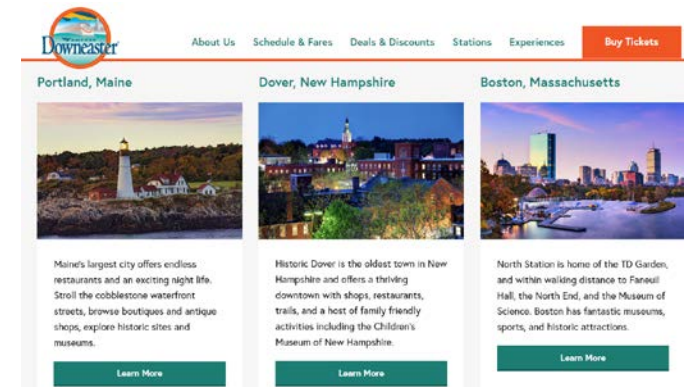 Downeaster
About Us Schedule & Fares Deals & Discounts Stations Experiences Buy Tickets
Portland, Maine
Maine's largest city offers endless
restaurants and an exciting night life.
Stroll the cobblestone waterfront
streets, browse boutiques and antique
shops, explore historic sites and
museums.
Learn More
Dover, New Hampshire
Historic Dover is the oldest town in New
Hampshire and offers a thriving
downtown with shops, restaurants,
trails, and a host of family friendly
activities including the Children's
Museum of New Hampshire.
Learn More
Boston, Massachusetts
North Station is home of the TD Garden,
and within walking distance to Faneuil
Hall, the North End, and the Museum of
Science. Boston has fantastic museums,
sports, and historic attractions.
Learn More